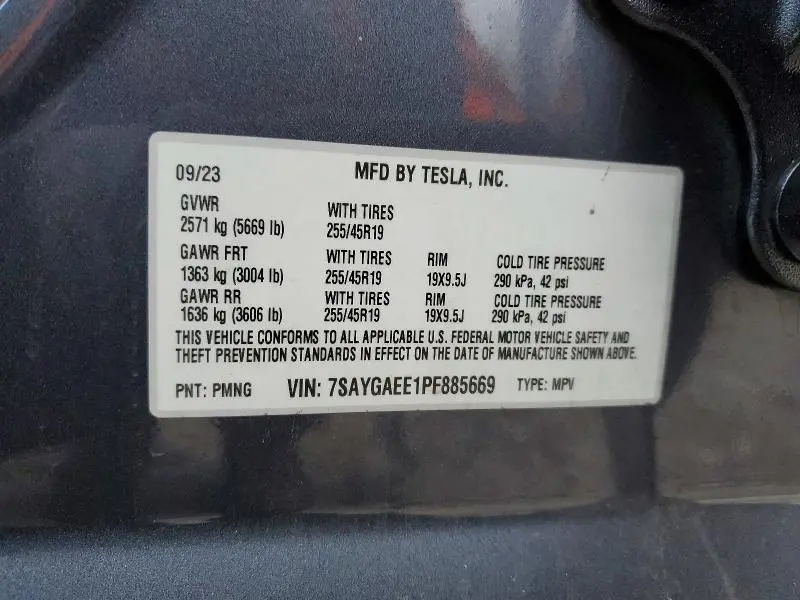 09/23 MFD BY TESLA, INC.
GVWR WITH TIRES
2571 kg (5669 lb) 255/45R19
GAWR FRT WITH TIRES RIM COLD TIRE PRESSURE
1363 kg (3004 lb) 255/45R19 19X9.5J 290 kPa, 42 psi
GAWR RR WITH TIRES RIM COLD TIRE PRESSURE
1636 kg (3606 lb) 255/45R19 19X9.5J 290 kPa, 42 psi
THIS VEHICLE CONFORMS TO ALL APPLICABLE U.S. FEDERAL MOTOR VEHICLE SAFETY AND
THEFT PREVENTION STANDARDS IN EFFECT ON THE DATE OF MANUFACTURE SHOWN ABOVE.
PNT: PMNG VIN: 7SAYGAEE1PF885669 TYPE: MPV